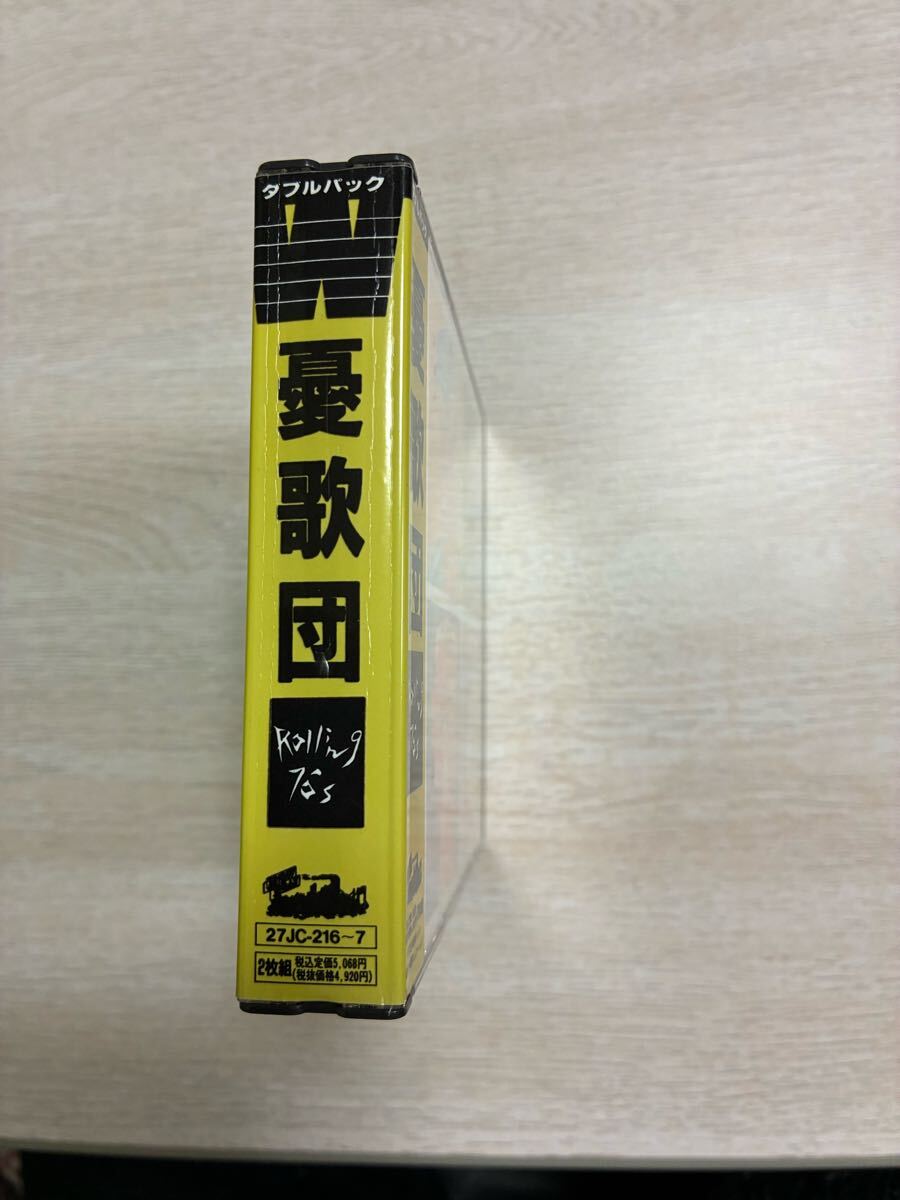 ダブルパック
W
憂歌団
Rolling
70s
27JC-216～7
2枚組 税込定価5,068円
(税抜価格4,920円)